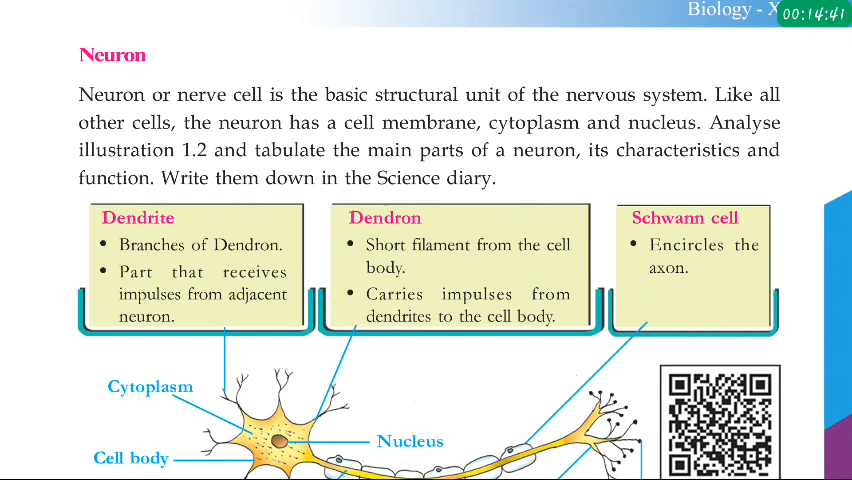 Biology - X
00:14:41
Neuron
Neuron or nerve cell is the basic structural unit of the nervous system. Like all
other cells, the neuron has a cell membrane, cytoplasm and nucleus. Analyse
illustration 1.2 and tabulate the main parts of a neuron, its characteristics and
function. Write them down in the Science diary.
Dendrite
• Branches of Dendron.
• Part that receives
impulses from adjacent
neuron.
Dendron
• Short filament from the cell
body.
• Carries impulses from
dendrites to the cell body.
Schwann cell
• Encircles the
axon.
Cytoplasm
Nucleus
Cell body